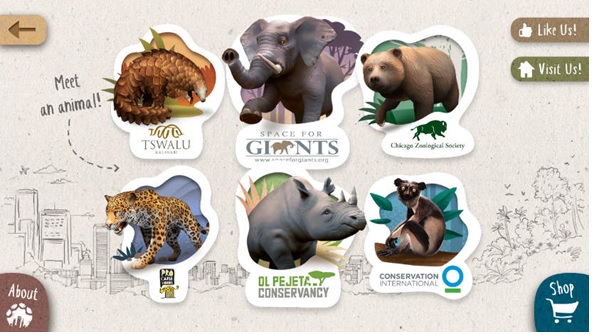 Like Us!
Visit Us!
Meet
an animal!
TSWALU
SPACE FOR
GIANTS
www.spaceforgiants.org
Chicago Zoological Society
PRO
OL PEJETA
CONSERVANCY
CONSERVATION
INTERNATIONAL
About
Shop